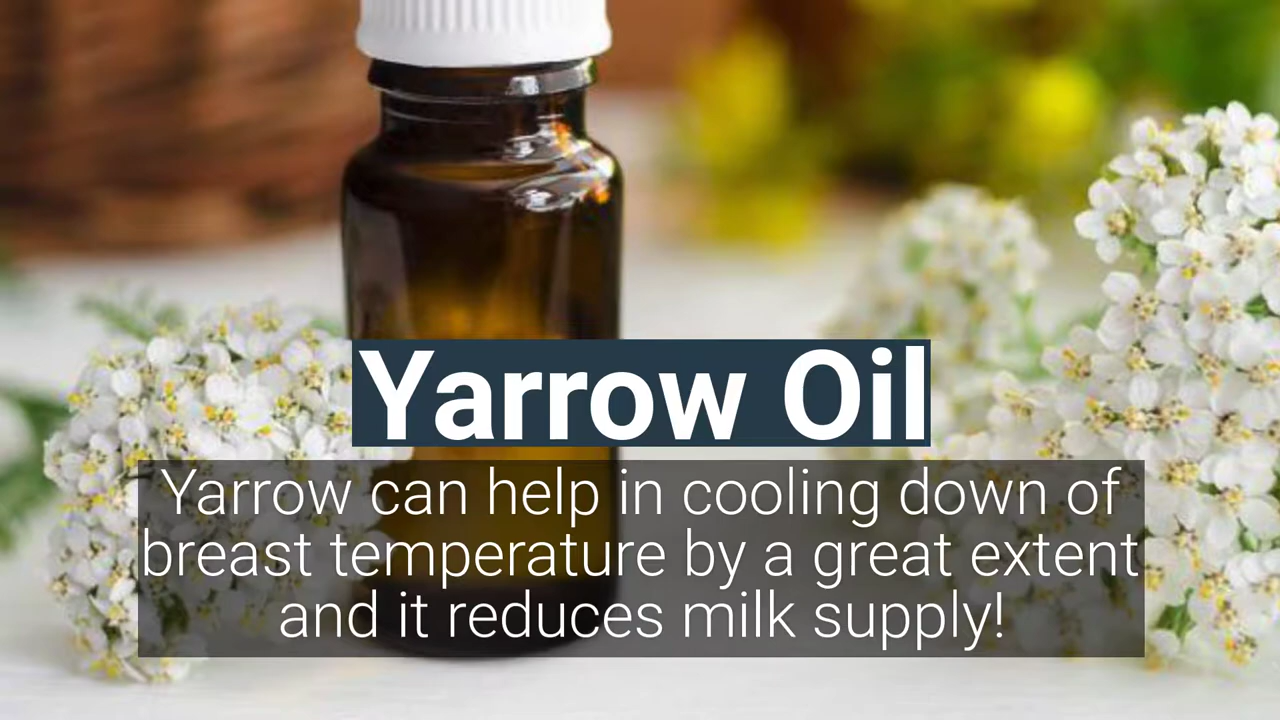 Yarrow Oil
Yarrow can help in cooling down of
breast temperature by a great extent
and it reduces milk supply!